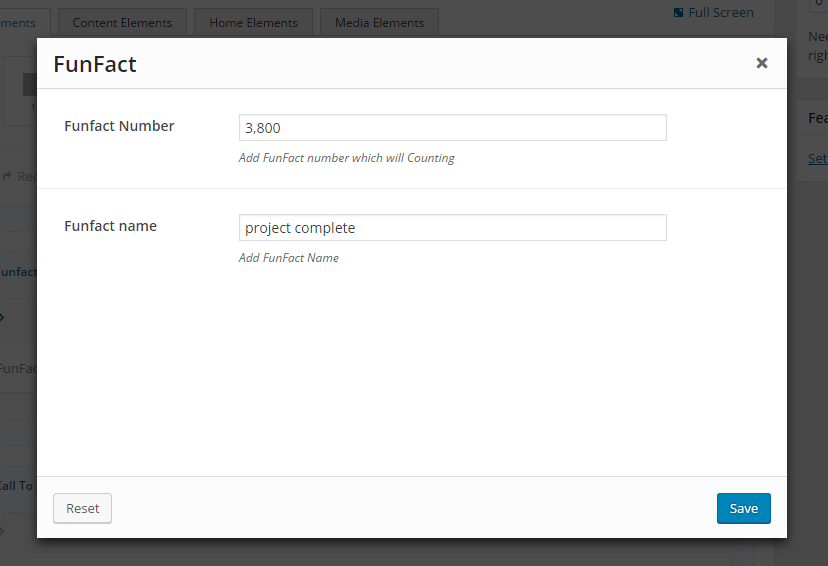 ments
Content Elements
Home Elements
Media Elements
Full Screen
0
FunFact
×
Funfact Number
3,800
Add FunFact number which will Counting
Funfact name
project complete
Add FunFact Name
Reset
Save
1
Red
unfact
FunFac
Call To
Nee
righ
Fea
Set